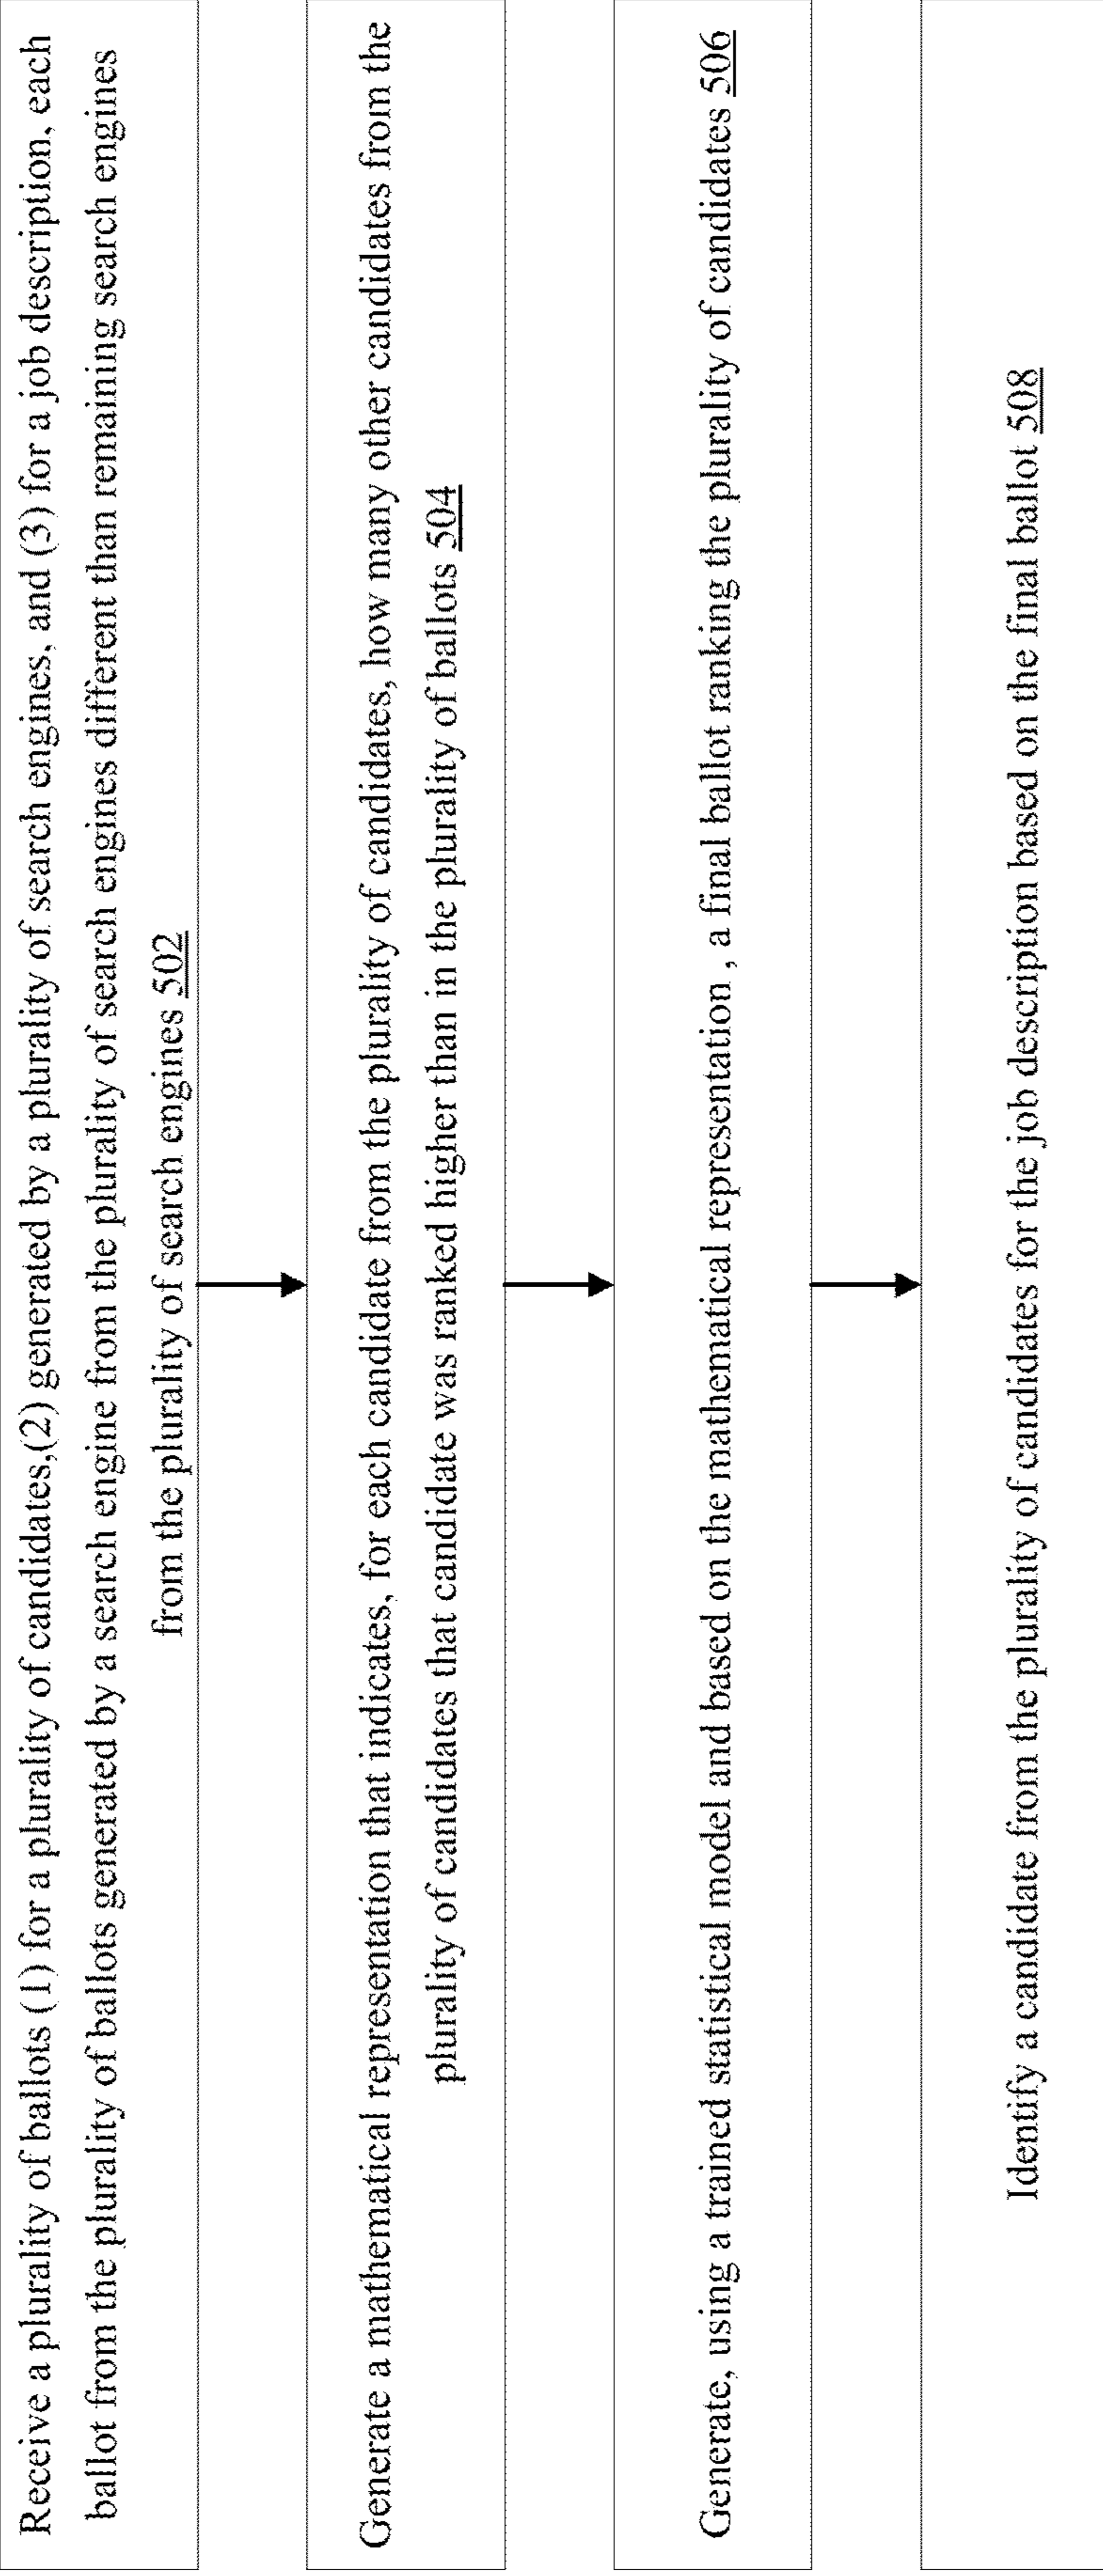 Receive a plurality of ballots (1) for a plurality of candidates,(2) generated by a plurality of search engines, and (3) for a job description, each
ballot from the plurality of ballots generated by a search engine from the plurality of search engines different than remaining search engines
from the plurality of search engines 502
Generate a mathematical representation that indicates, for each candidate from the plurality of candidates, how many other candidates from the
plurality of candidates that candidate was ranked higher than in the plurality of ballots 504
Generate, using a trained statistical model and based on the mathematical representation , a final ballot ranking the plurality of candidates 506
Identify a candidate from the plurality of candidates for the job description based on the final ballot 508